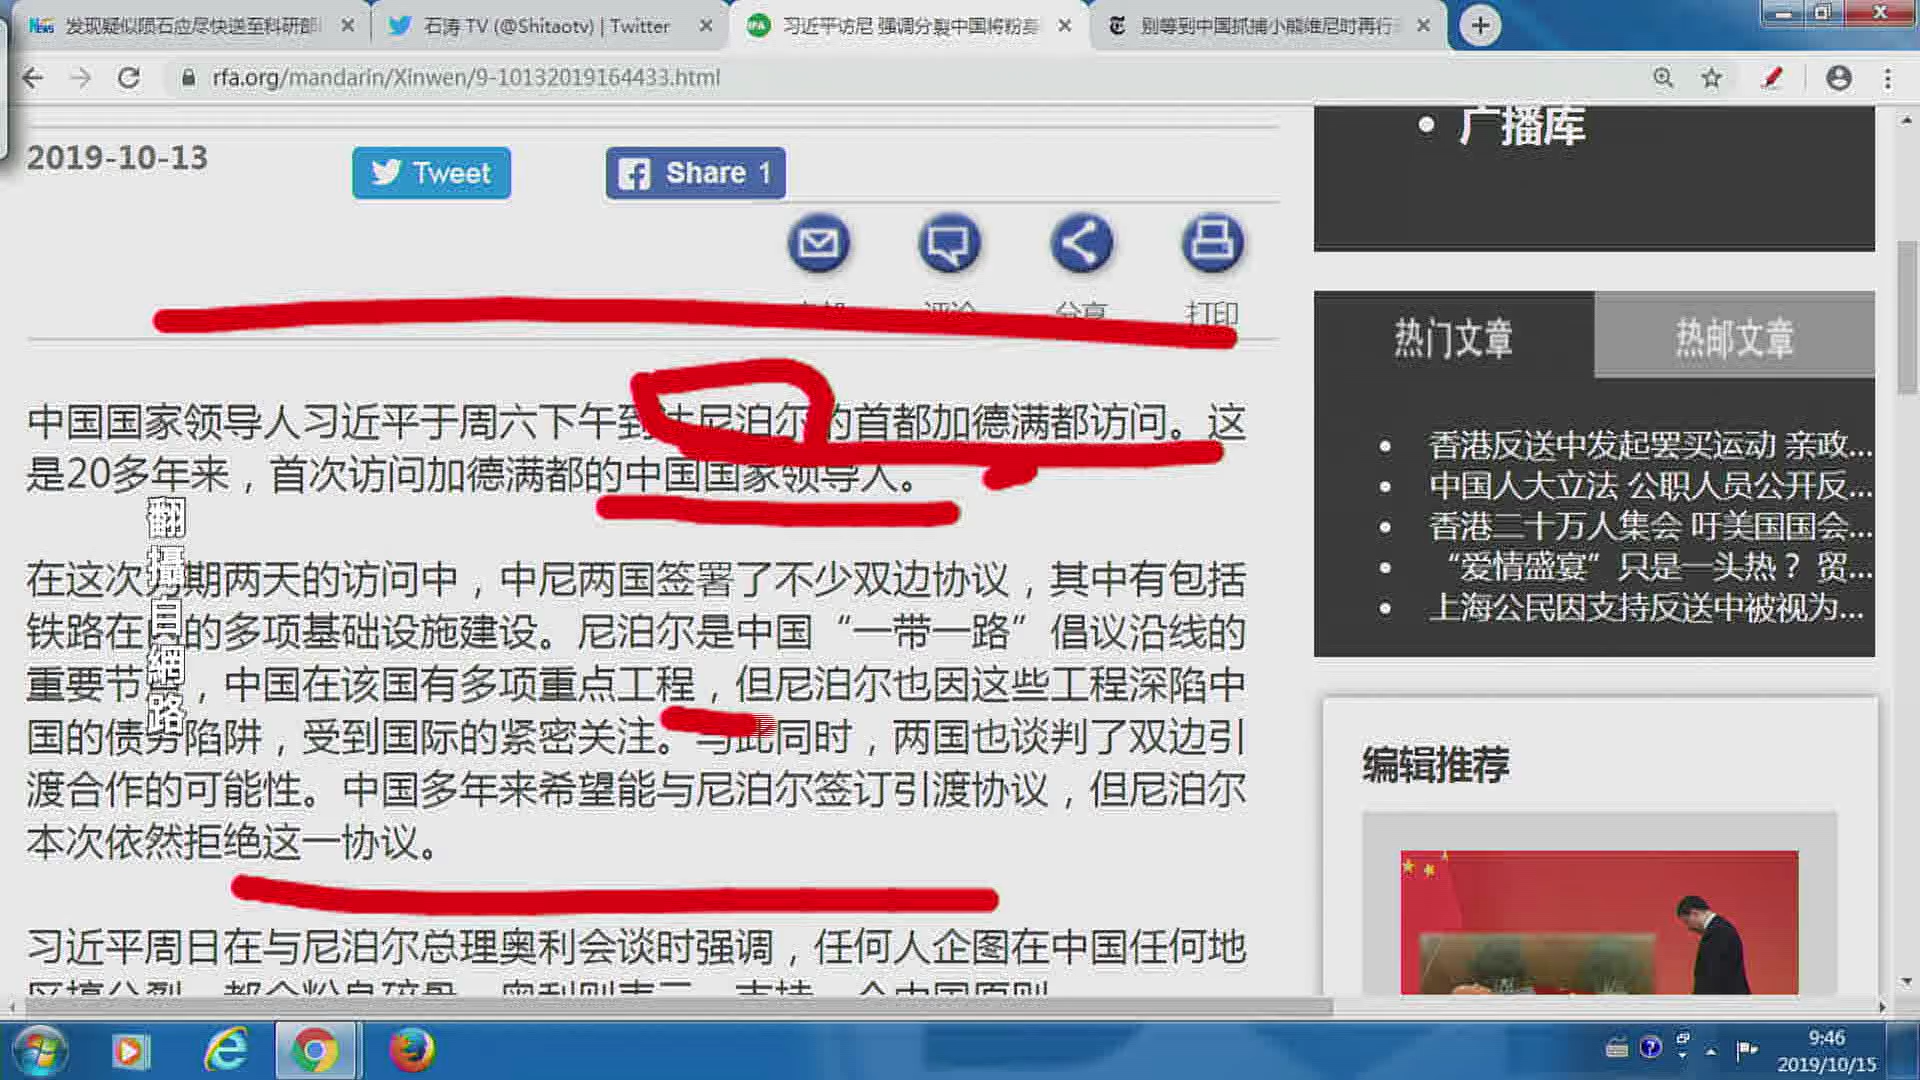 发现疑似陨石应尽快送至科研部
石涛 TV (@Shitaotv) | Twitter
习近平访尼 强调分裂中国将粉身
别等到中国抓捕小熊维尼时再行
rfa.org/mandarin/Xinwen/9-10132019164433.html
2019-10-13
Tweet
Share 1
评论
分享
打印
中国国家领导人习近平于周六下午到达尼泊尔的首都加德满都访问。这
是20多年来，首次访问加德满都的中国国家领导人。
在这次为期两天的访问中，中尼两国签署了不少双边协议，其中有包括
铁路在内的多项基础设施建设。尼泊尔是中国“一带一路”倡议沿线的
重要节点，中国在该国有多项重点工程，但尼泊尔也因这些工程深陷中
国的债务陷阱，受到国际的紧密关注。与此同时，两国也谈判了双边引
渡合作的可能性。中国多年来希望能与尼泊尔签订引渡协议，但尼泊尔
本次依然拒绝这一协议。
习近平周日在与尼泊尔总理奥利会谈时强调，任何人企图在中国任何地
翻攝自網路
广播库
热门文章
热邮文章
香港反送中发起罢买运动 亲政...
中国人大立法 公职人员公开反...
香港二十万人集会 吁美国国会...
“爱情盛宴”只是一头热？ 贸...
上海公民因支持反送中被视为...
编辑推荐
9:46
2019/10/15